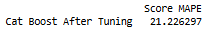 Score MAPE
Cat Boost After Tuning 21.226297